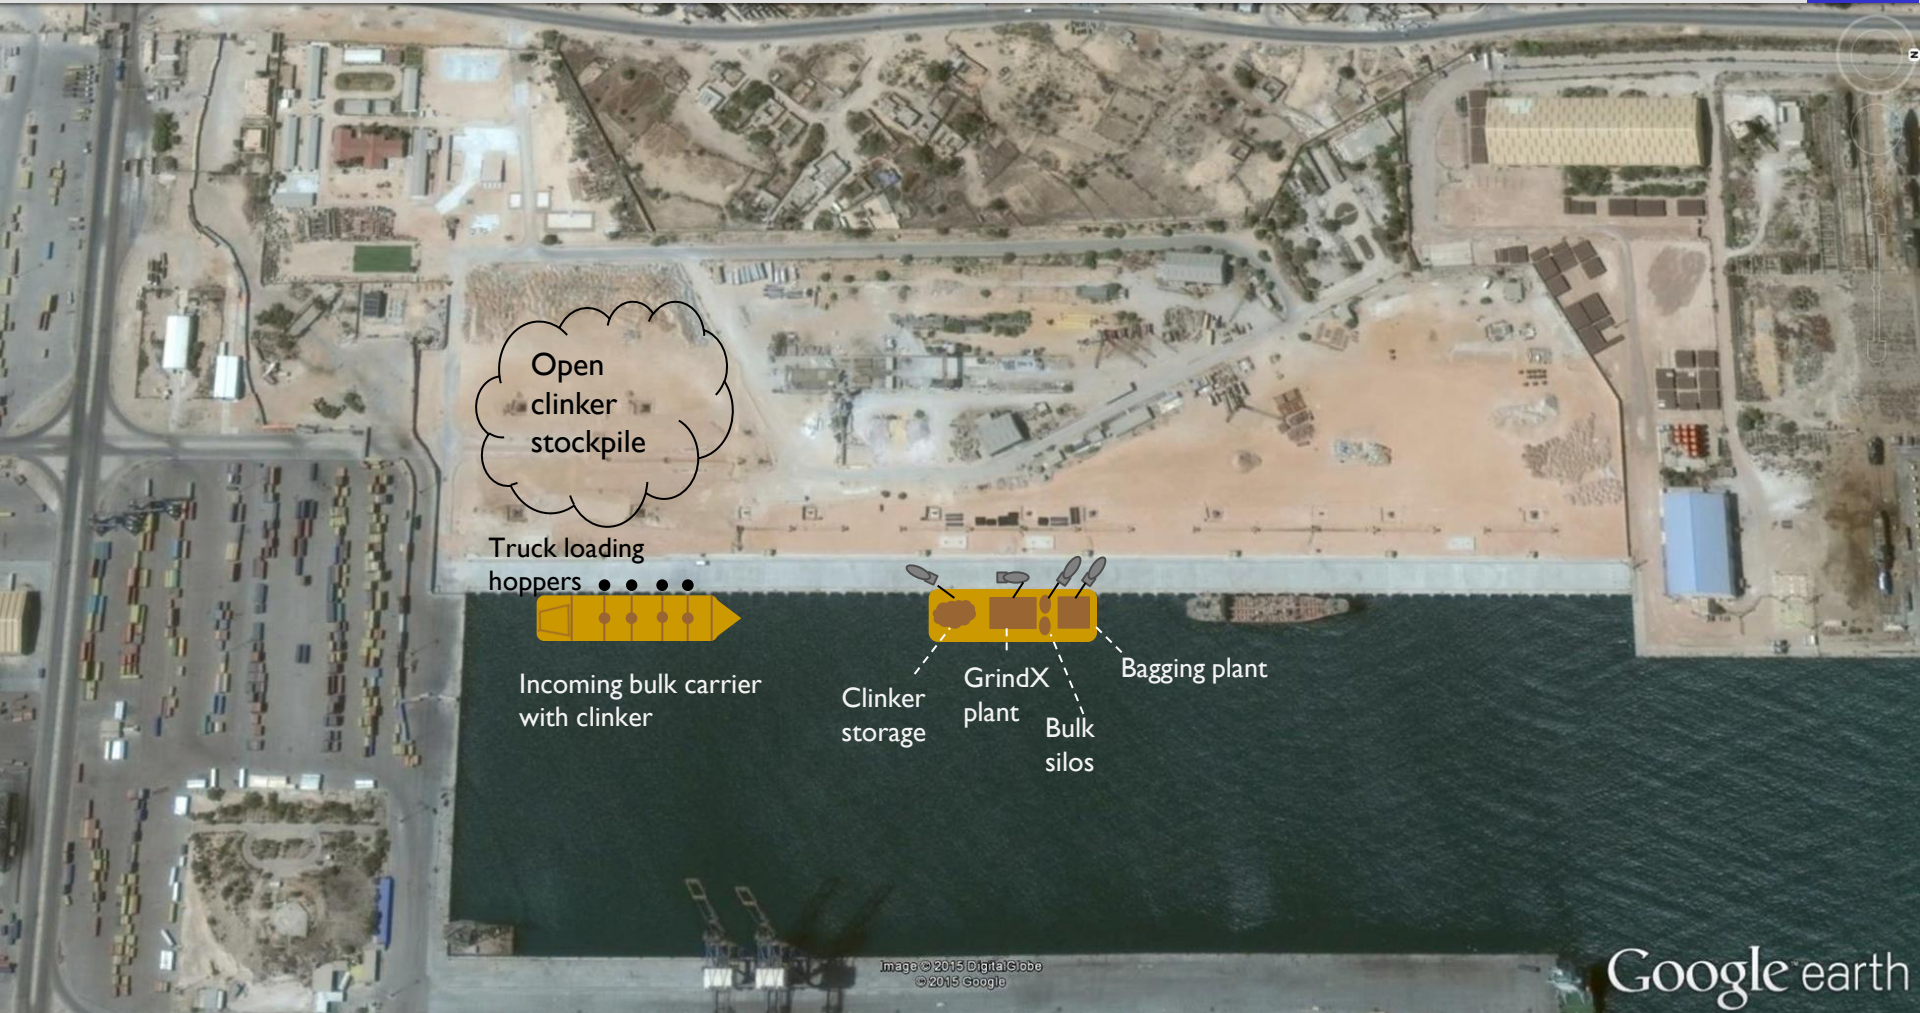 N
Open
clinker
stockpile
Truck loading
hoppers
Incoming bulk carrier
with clinker
Clinker
storage
GrindX
plant
Bulk
silos
Bagging plant
Image © 2015 DigitalGlobe
© 2015 Google
Google earth